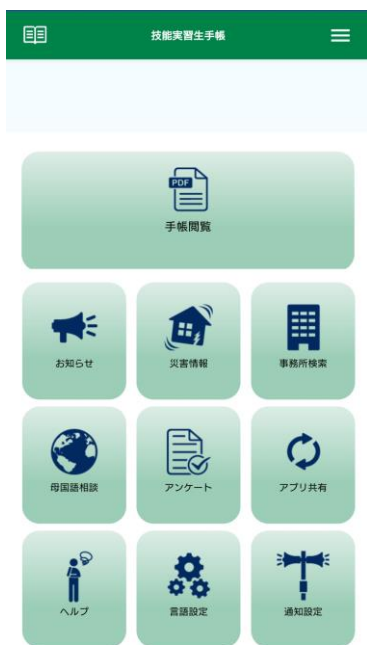 技能実習生手帳
PDF
手帳閲覧
お知らせ
災害情報
事務所検索
母国語相談
アンケート
アプリ共有
ヘルプ
言語設定
通知設定